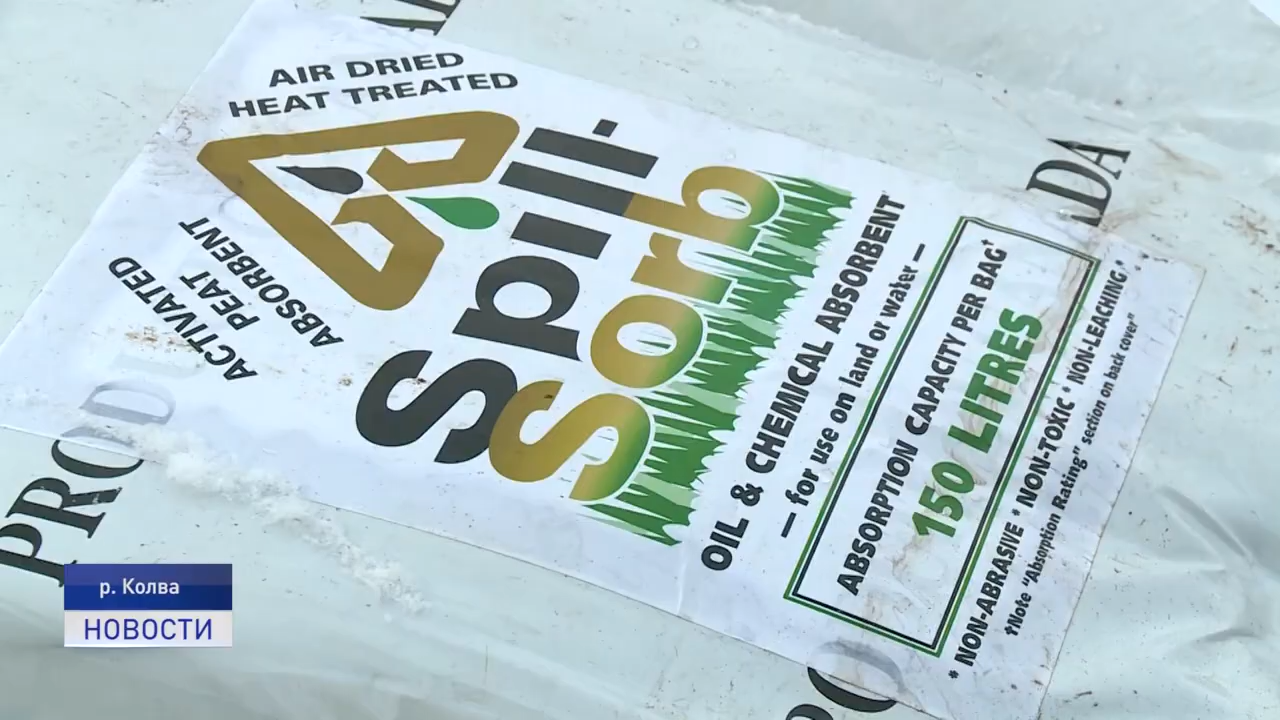 AIR DRIED
HEAT TREATED
ACTIVATED
PEAT
ABSORBENT
Spill-
Sorb
OIL & CHEMICAL ABSORBENT
— for use on land or water —
ABSORPTION CAPACITY PER BAG†
150 LITRES
* NON-ABRASIVE * NON-TOXIC * NON-LEACHING *
†Note "Absorption Rating" section on back cover"
PROD
р. Колва
НОВОСТИ